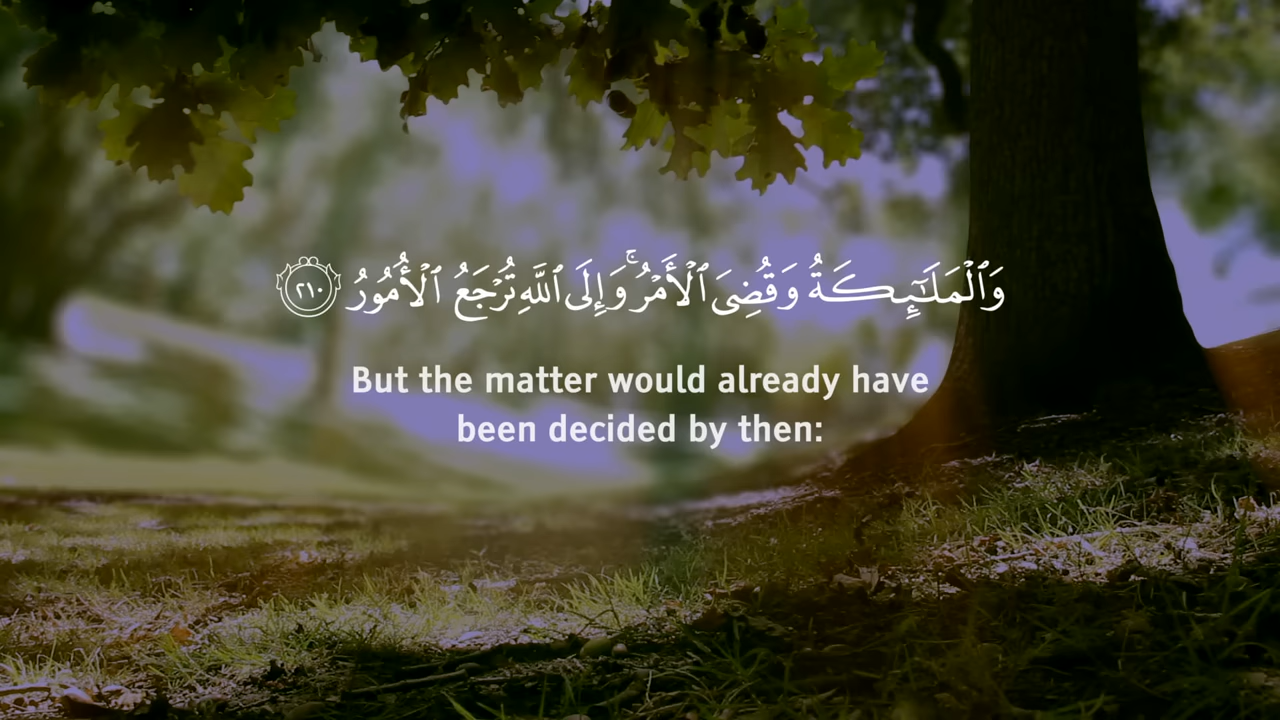 وَٱلْمَلَـٰٓئِكَةُ وَقُضِىَ ٱلْأَمْرُ ۚ وَإِلَى ٱللَّهِ تُرْجَعُ ٱلْأُمُورُ ٢١٠
But the matter would already have
been decided by then: